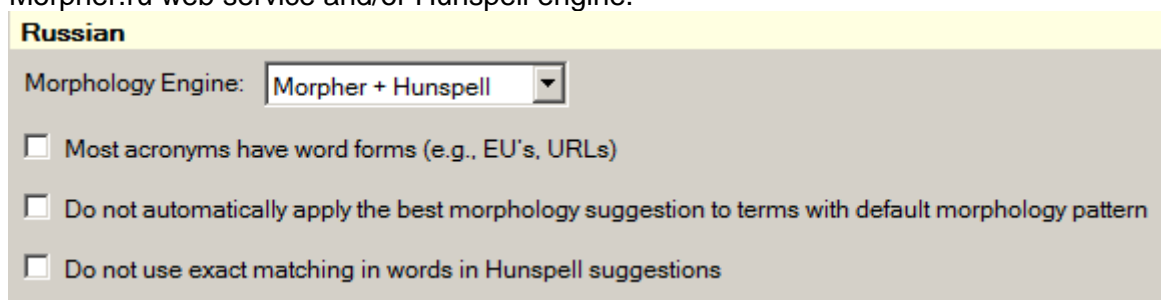 Morpher.ru web service and/or Hunspell engine.
Russian
Morphology Engine: Morpher + Hunspell
Most acronyms have word forms (e.g., EU's, URLs)
Do not automatically apply the best morphology suggestion to terms with default morphology pattern
Do not use exact matching in words in Hunspell suggestions